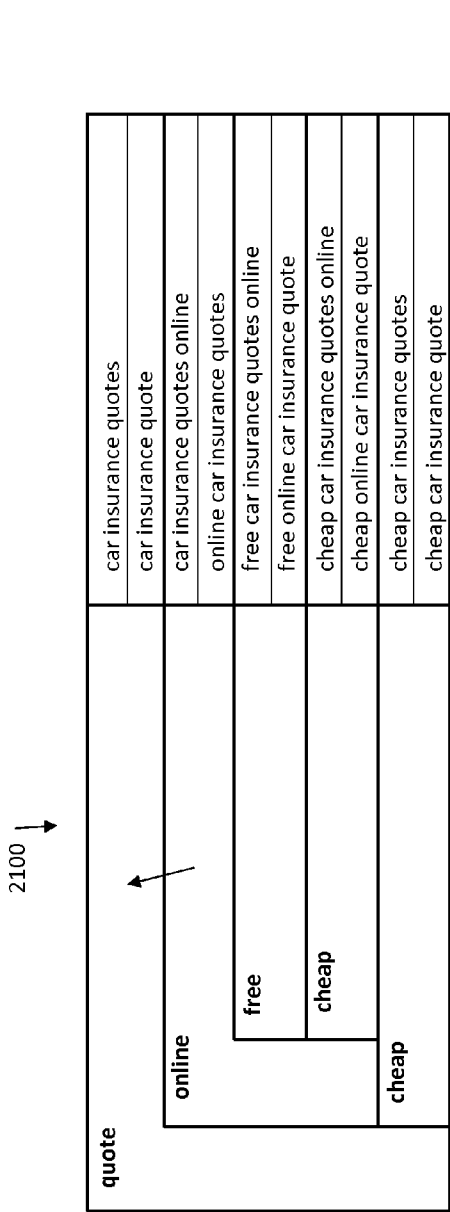 2100
quote
car insurance quotes
car insurance quote
online
car insurance quotes online
online car insurance quotes
free
free car insurance quotes online
free online car insurance quote
cheap
cheap car insurance quotes online
cheap online car insurance quote
cheap
cheap car insurance quotes
cheap car insurance quote